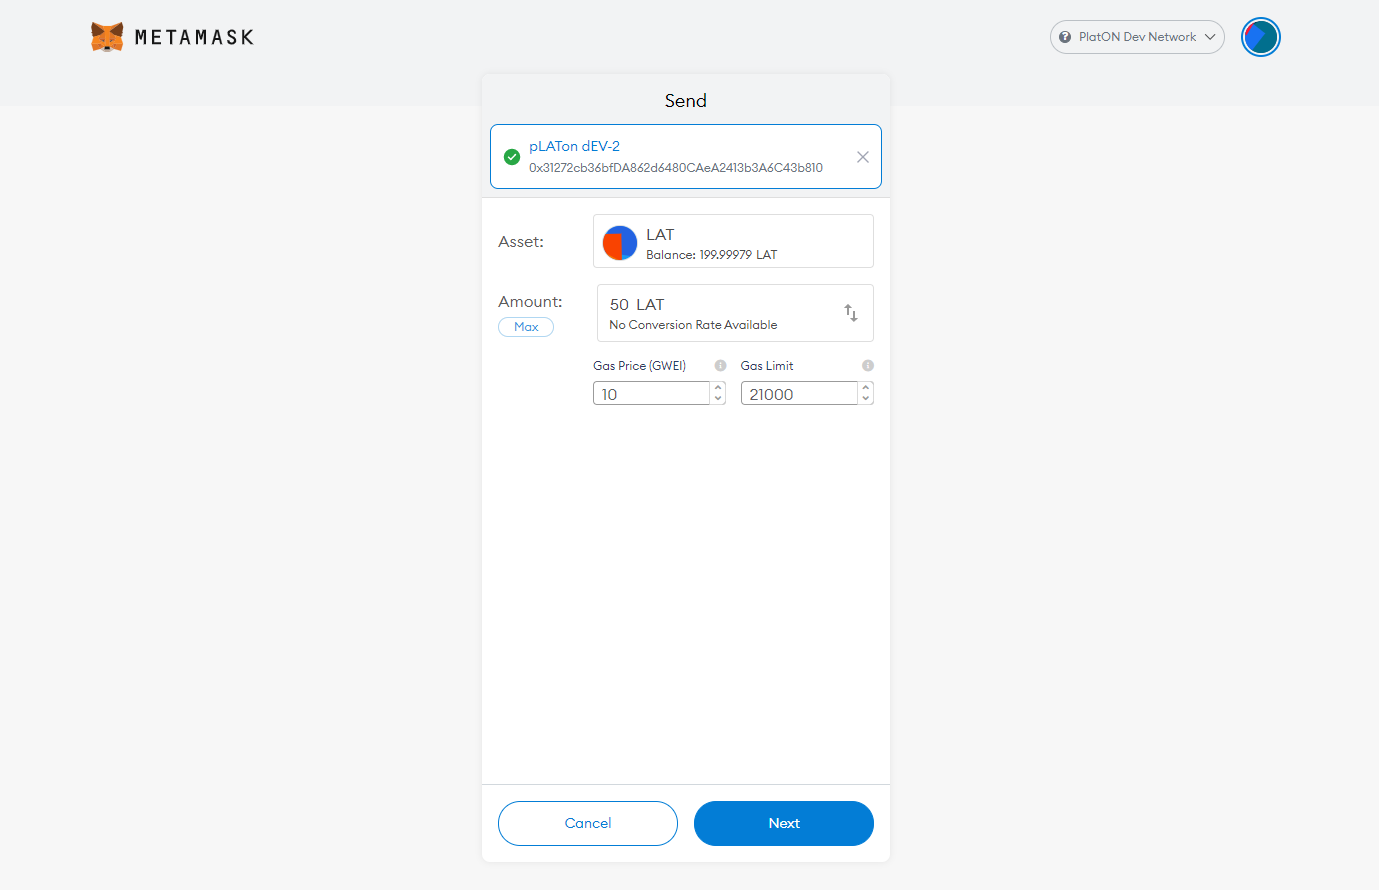 METAMASK
PlatON Dev Network
Send
pLATon dEV-2
0x31272cb36bfDA862d6480CAeA2413b3A6C43b810
Asset:
LAT
Balance: 199.99979 LAT
Amount:
Max
50 LAT
No Conversion Rate Available
Gas Price (GWEI)
Gas Limit
10
21000
Cancel
Next